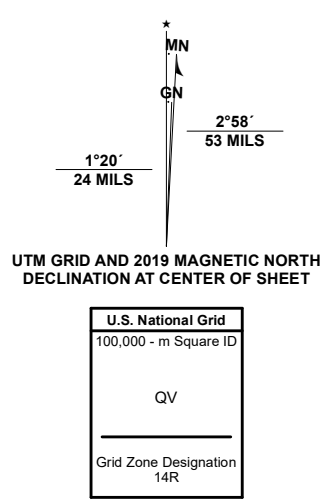 ★
MN
GN
2°58´
53 MILS
1°20´
24 MILS
UTM GRID AND 2019 MAGNETIC NORTH
DECLINATION AT CENTER OF SHEET
U.S. National Grid
100,000 - m Square ID
QV
Grid Zone Designation
14R